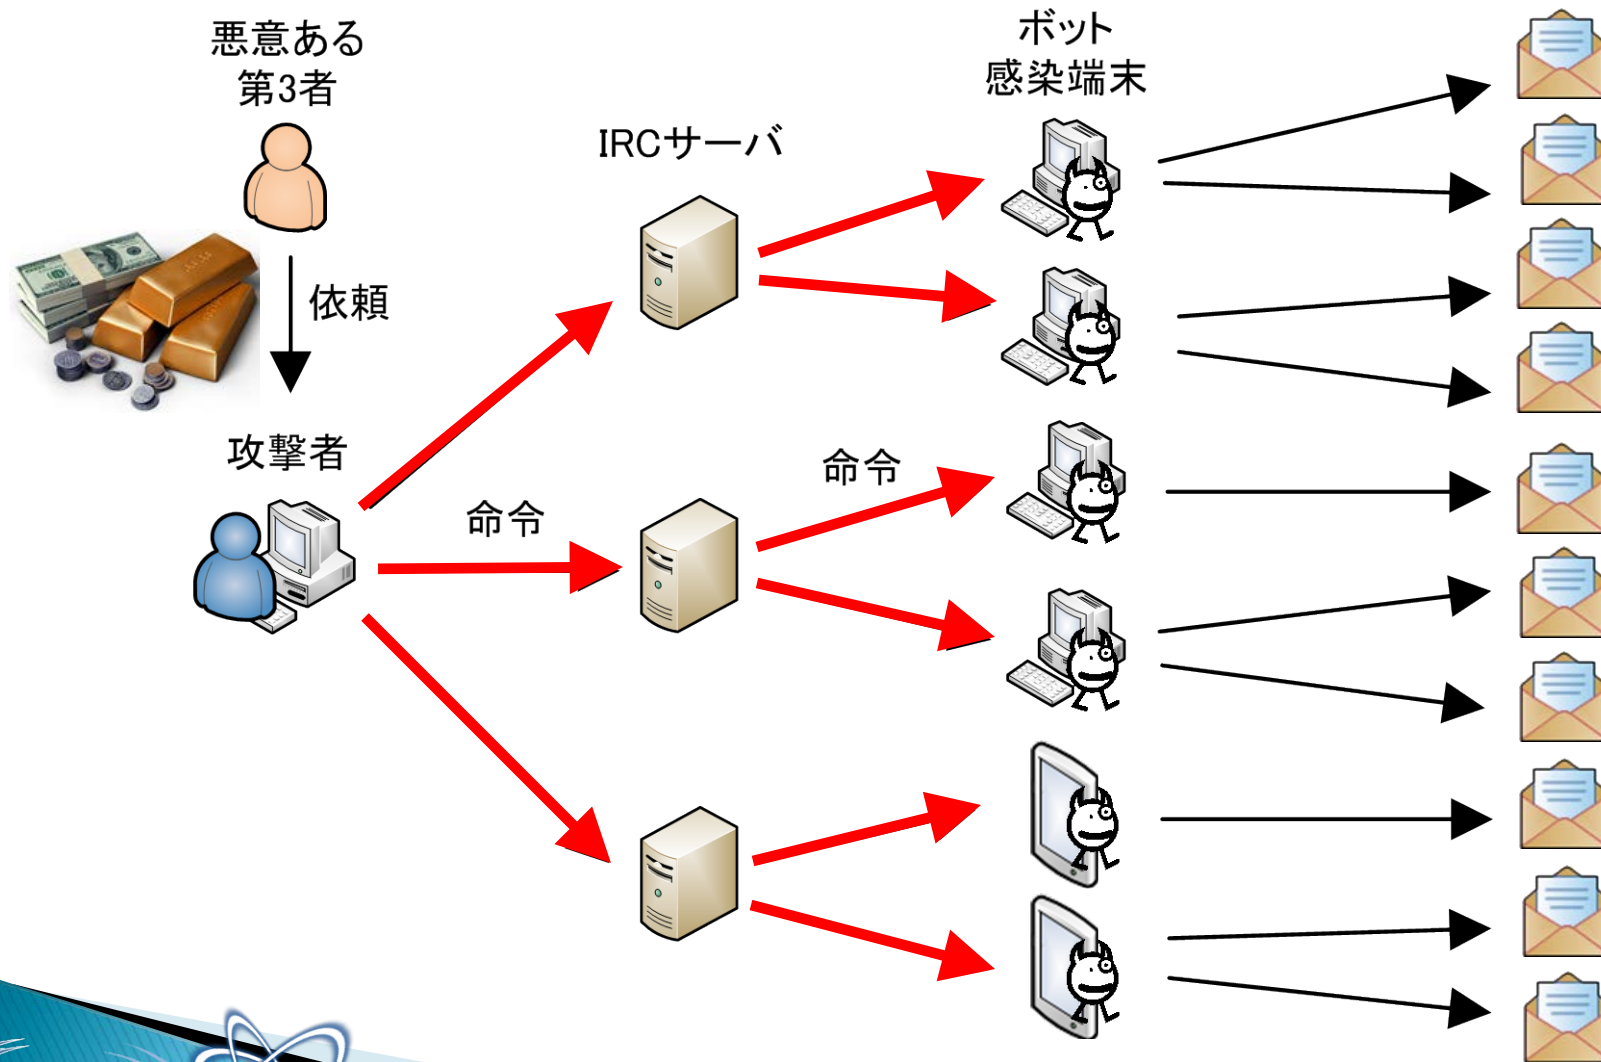 悪意ある
第3者
依頼
攻撃者
命令
IRCサーバ
命令
ボット
感染端末